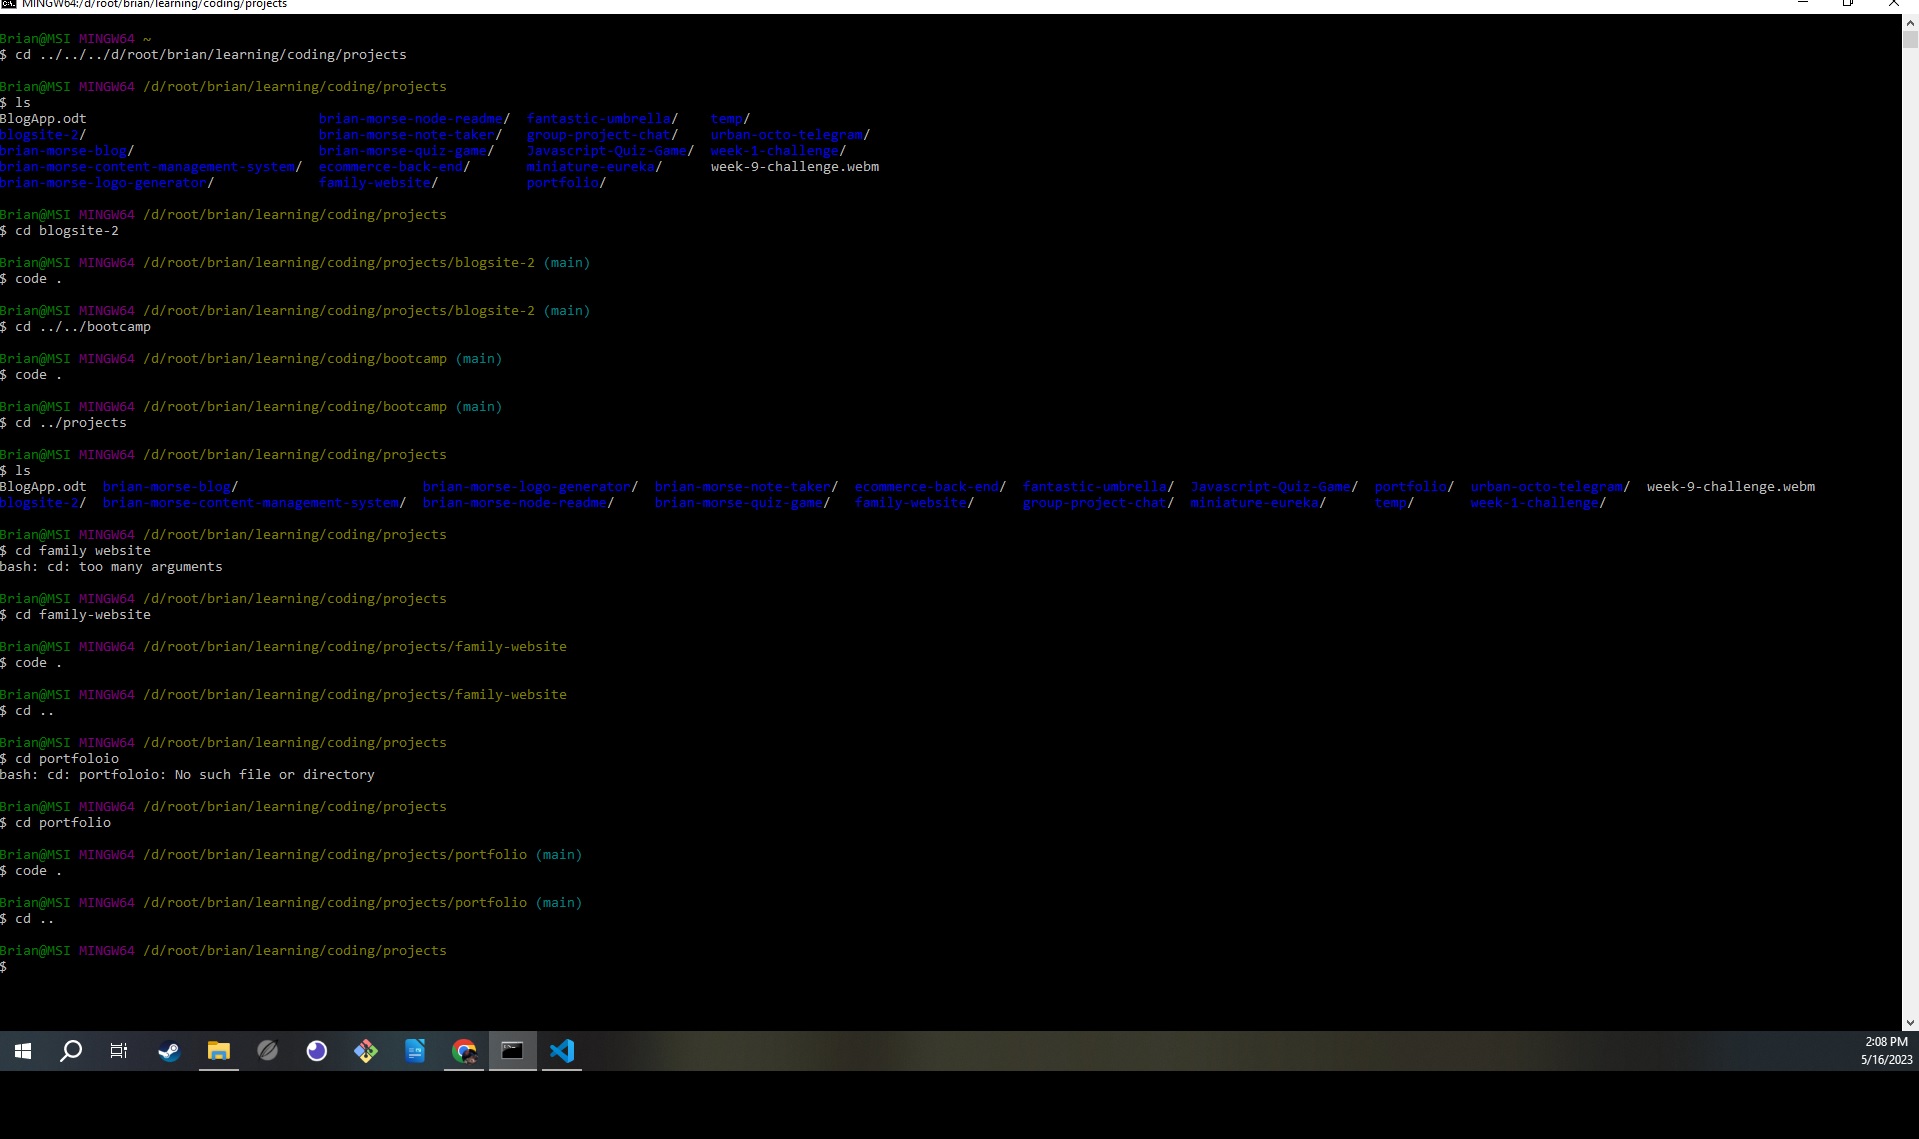 MINGW64:/d/root/brian/learning/coding/projects
Brian@MSI MINGW64 ~
$ cd ../../../d/root/brian/learning/coding/projects
Brian@MSI MINGW64 /d/root/brian/learning/coding/projects
$ ls
BlogApp.odt brian-morse-node-readme/ fantastic-umbrella/ temp/
blogsite-2/ brian-morse-note-taker/ group-project-chat/ urban-octo-telegram/
brian-morse-blog/ brian-morse-quiz-game/ Javascript-Quiz-Game/ week-1-challenge/
brian-morse-content-management-system/ ecommerce-back-end/ miniature-eureka/ week-9-challenge.webm
brian-morse-logo-generator/ family-website/ portfolio/
Brian@MSI MINGW64 /d/root/brian/learning/coding/projects
$ cd blogsite-2
Brian@MSI MINGW64 /d/root/brian/learning/coding/projects/blogsite-2 (main)
$ code .
Brian@MSI MINGW64 /d/root/brian/learning/coding/projects/blogsite-2 (main)
$ cd ../../bootcamp
Brian@MSI MINGW64 /d/root/brian/learning/coding/bootcamp (main)
$ code .
Brian@MSI MINGW64 /d/root/brian/learning/coding/bootcamp (main)
$ cd ../projects
Brian@MSI MINGW64 /d/root/brian/learning/coding/projects
$ ls
BlogApp.odt brian-morse-blog/ brian-morse-logo-generator/ brian-morse-note-taker/ ecommerce-back-end/ fantastic-umbrella/ Javascript-Quiz-Game/ portfolio/ urban-octo-telegram/ week-9-challenge.webm
blogsite-2/ brian-morse-content-management-system/ brian-morse-node-readme/ brian-morse-quiz-game/ family-website/ group-project-chat/ miniature-eureka/ temp/ week-1-challenge/
Brian@MSI MINGW64 /d/root/brian/learning/coding/projects
$ cd family website
bash: cd: too many arguments
Brian@MSI MINGW64 /d/root/brian/learning/coding/projects
$ cd family-website
Brian@MSI MINGW64 /d/root/brian/learning/coding/projects/family-website
$ code .
Brian@MSI MINGW64 /d/root/brian/learning/coding/projects/family-website
$ cd ..
Brian@MSI MINGW64 /d/root/brian/learning/coding/projects
$ cd portfoloio
bash: cd: portfoloio: No such file or directory
Brian@MSI MINGW64 /d/root/brian/learning/coding/projects
$ cd portfolio
Brian@MSI MINGW64 /d/root/brian/learning/coding/projects/portfolio (main)
$ code .
Brian@MSI MINGW64 /d/root/brian/learning/coding/projects/portfolio (main)
$ cd ..
Brian@MSI MINGW64 /d/root/brian/learning/coding/projects
$
2:08 PM
5/16/2023